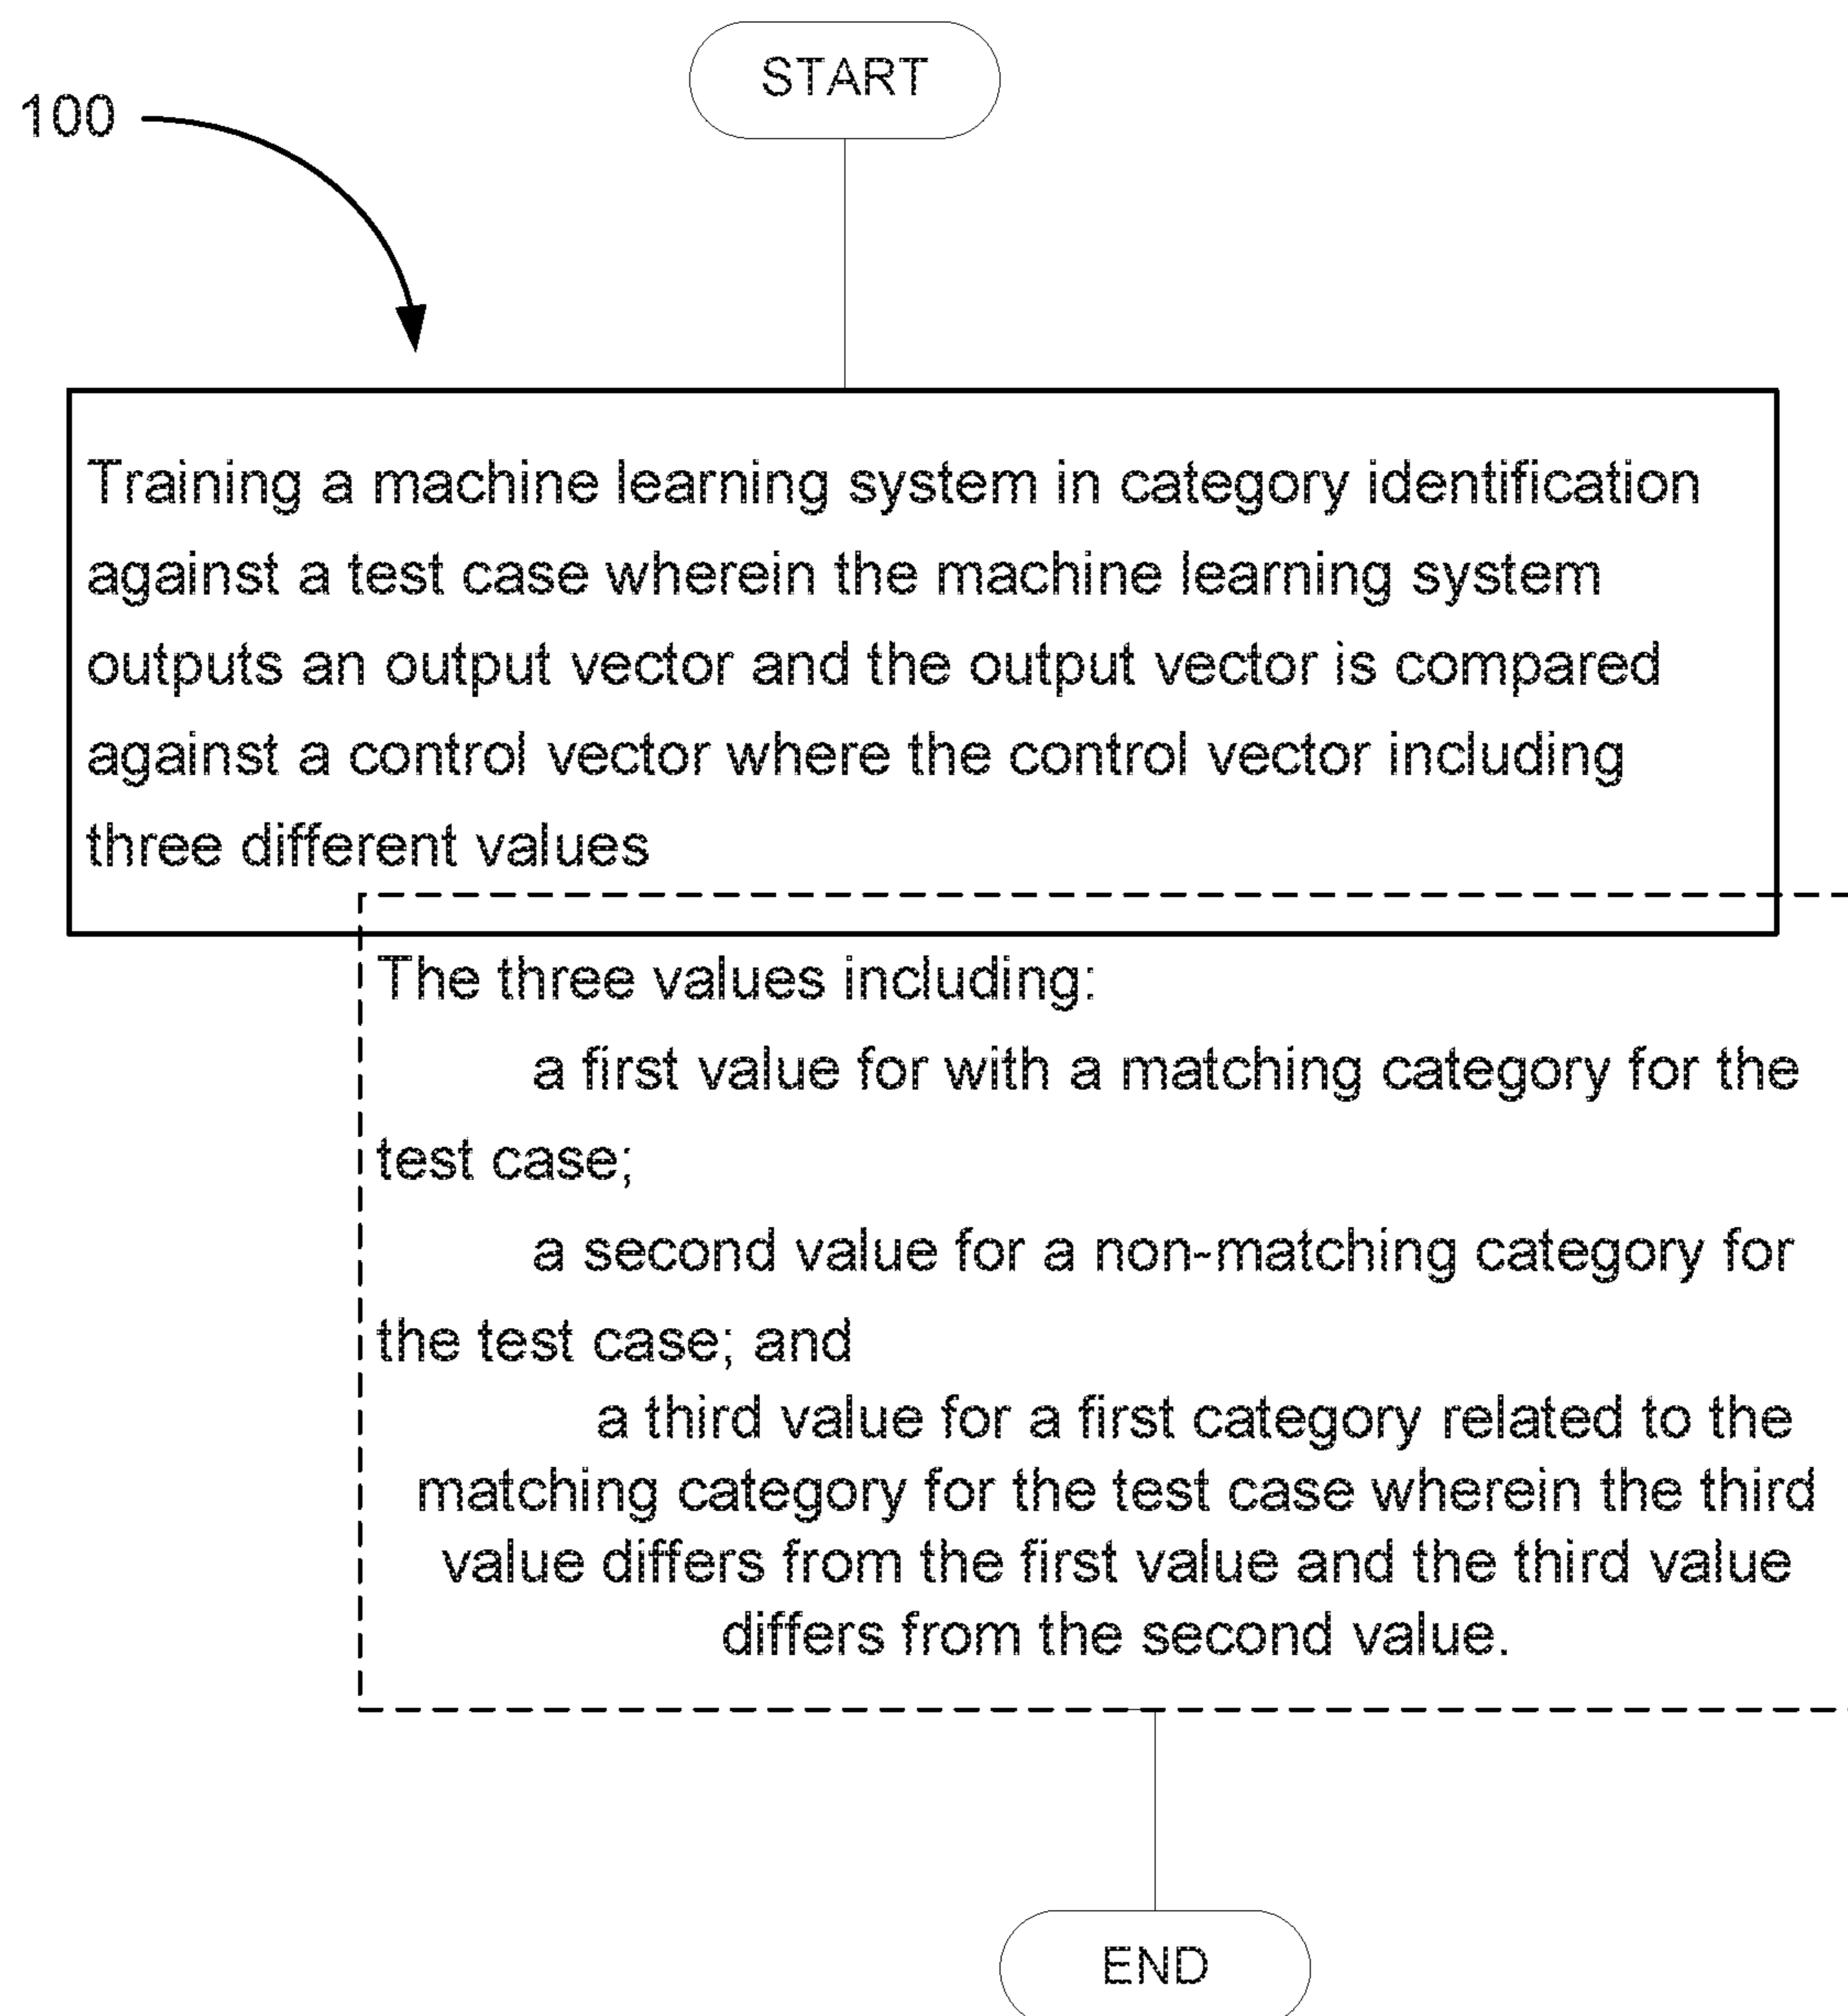 START
100
Training a machine learning system in category identification
against a test case wherein the machine learning system
outputs an output vector and the output vector is compared
against a control vector where the control vector including
three different values
The three values including:
a first value for with a matching category for the
test case;
a second value for a non-matching category for
the test case; and
a third value for a first category related to the
matching category for the test case wherein the third
value differs from the first value and the third value
differs from the second value.
END